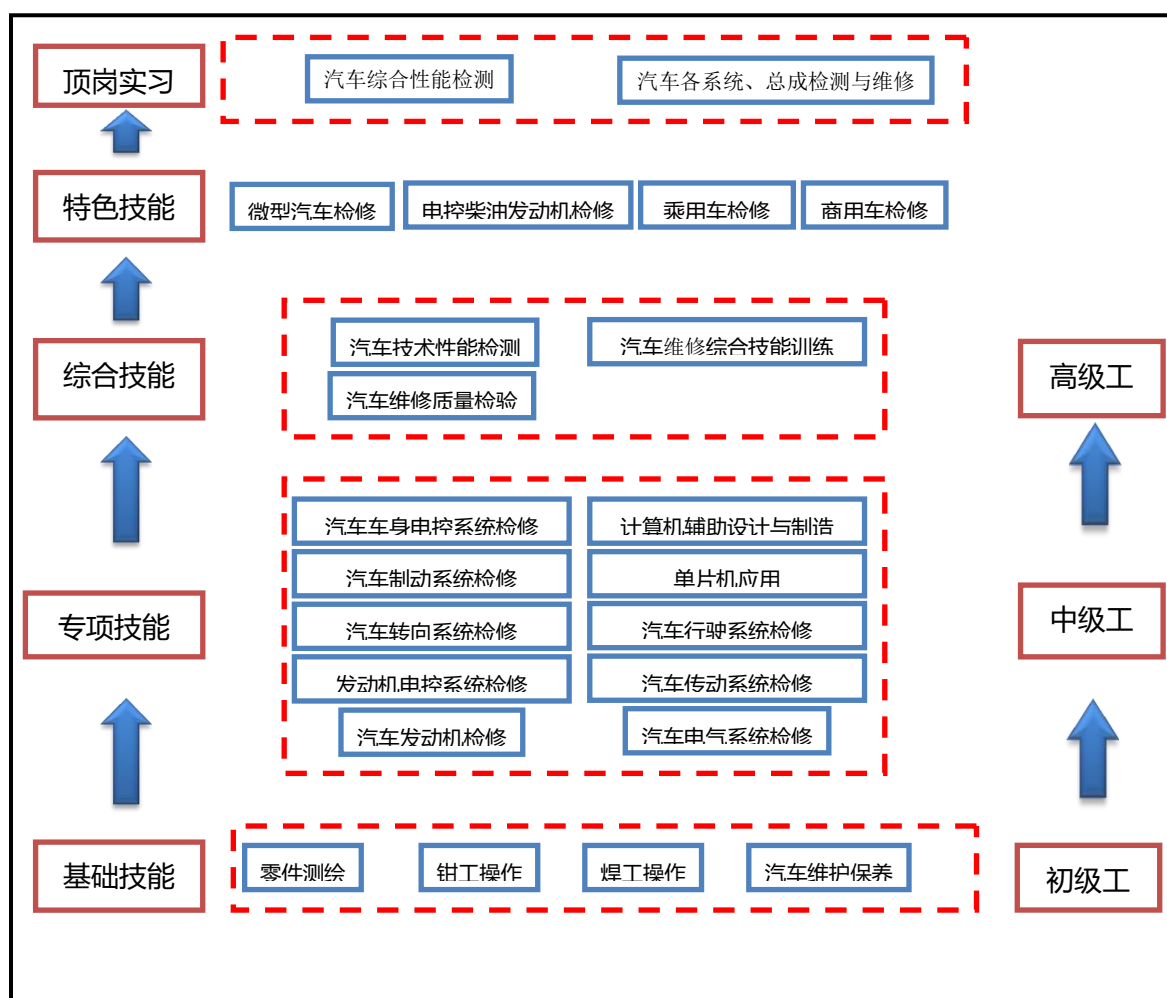 顶岗实习
汽车综合性能检测
汽车各系统、总成检测与维修
特色技能
微型汽车检修
电控柴油发动机检修
乘用车检修
商用车检修
综合技能
汽车技术性能检测
汽车维修综合技能训练
汽车维修质量检验
高级工
专项技能
汽车车身电控系统检修
计算机辅助设计与制造
汽车制动系统检修
单片机应用
汽车转向系统检修
汽车行驶系统检修
发动机电控系统检修
汽车传动系统检修
汽车发动机检修
汽车电气系统检修
中级工
基础技能
零件测绘
钳工操作
焊工操作
汽车维护保养
初级工